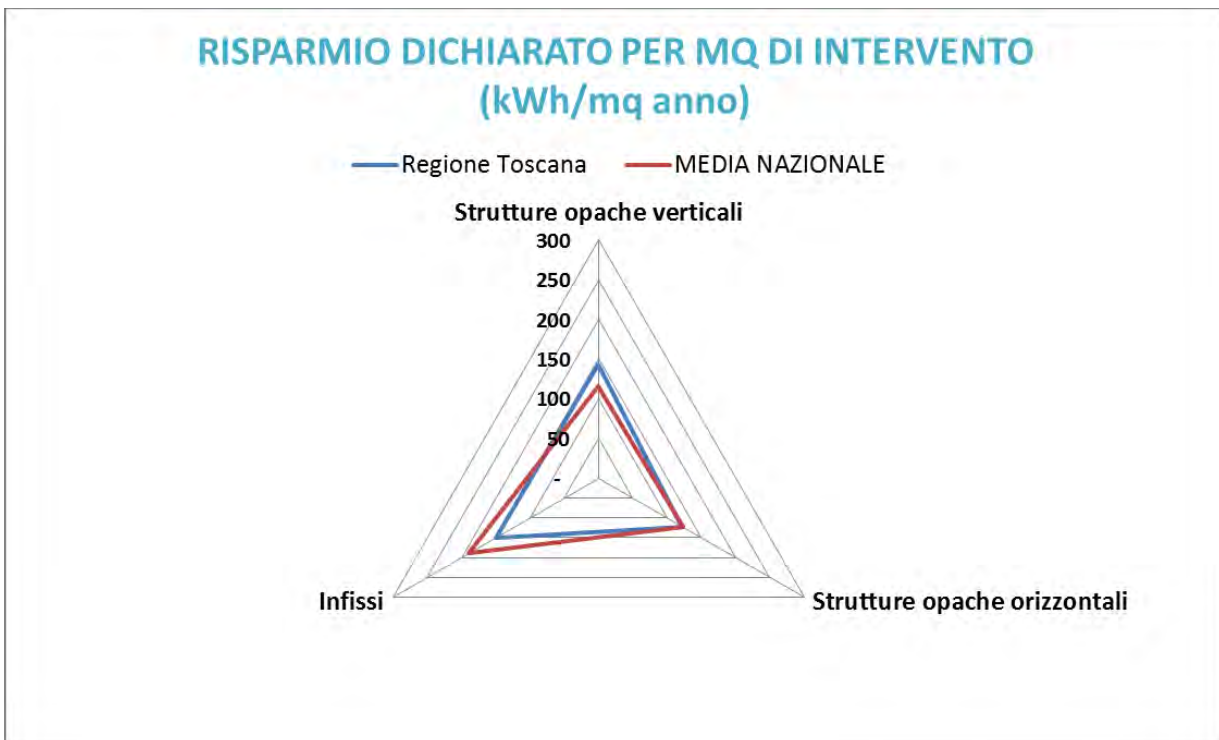 RISPARMIO DICHIARATO PER MQ DI INTERVENTO
(kWh/mq anno)
Regione Toscana MEDIA NAZIONALE
Strutture opache verticali
300
250
200
150
100
50
-
Infissi
Strutture opache orizzontali